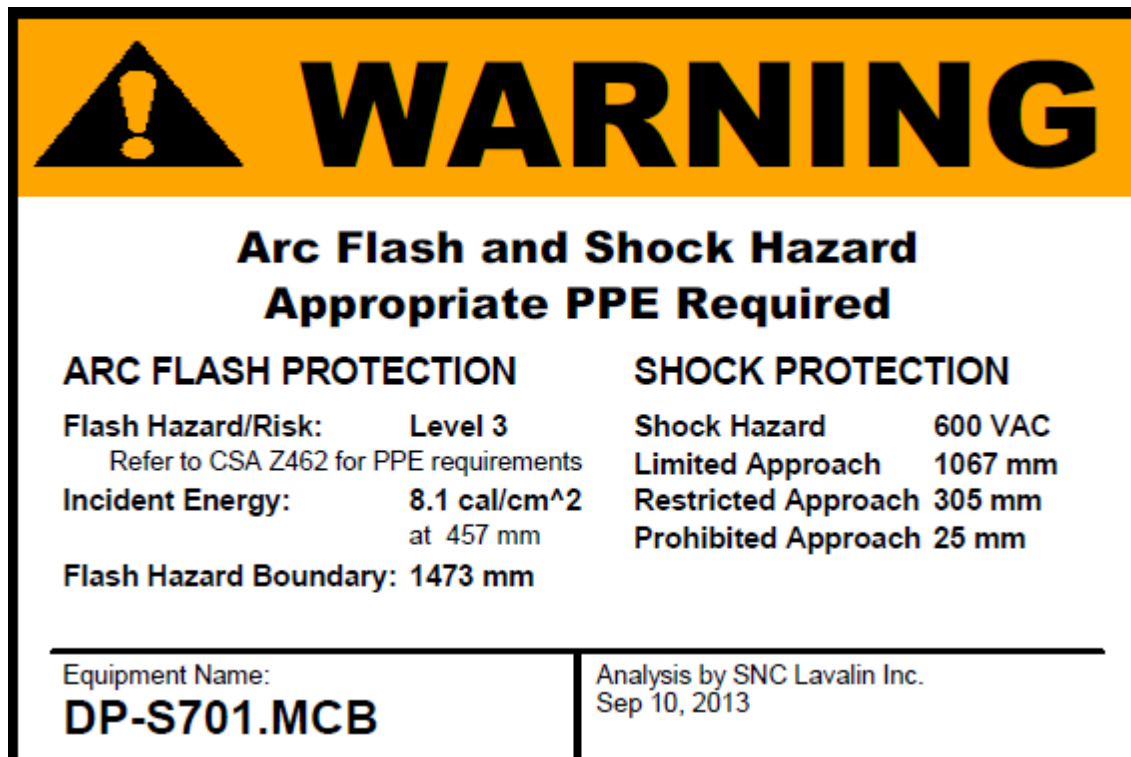 WARNING
Arc Flash and Shock Hazard
Appropriate PPE Required
ARC FLASH PROTECTION
Flash Hazard/Risk: Level 3
Refer to CSA Z462 for PPE requirements
Incident Energy: 8.1 cal/cm^2
at 457 mm
Flash Hazard Boundary: 1473 mm
SHOCK PROTECTION
Shock Hazard 600 VAC
Limited Approach 1067 mm
Restricted Approach 305 mm
Prohibited Approach 25 mm
Equipment Name:
DP-S701.MCB
Analysis by SNC Lavalin Inc.
Sep 10, 2013